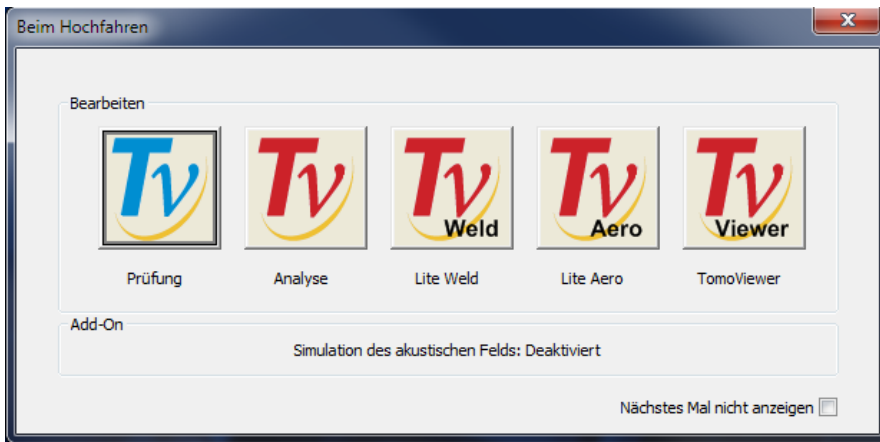 Beim Hochfahren
Bearbeiten
Tv
Tv
Tv
Weld
Tv
Aero
Tv
Viewer
Prüfung
Analyse
Lite Weld
Lite Aero
TomoViewer
Add-On
Simulation des akustischen Felds: Deaktiviert
Nächstes Mal nicht anzeigen